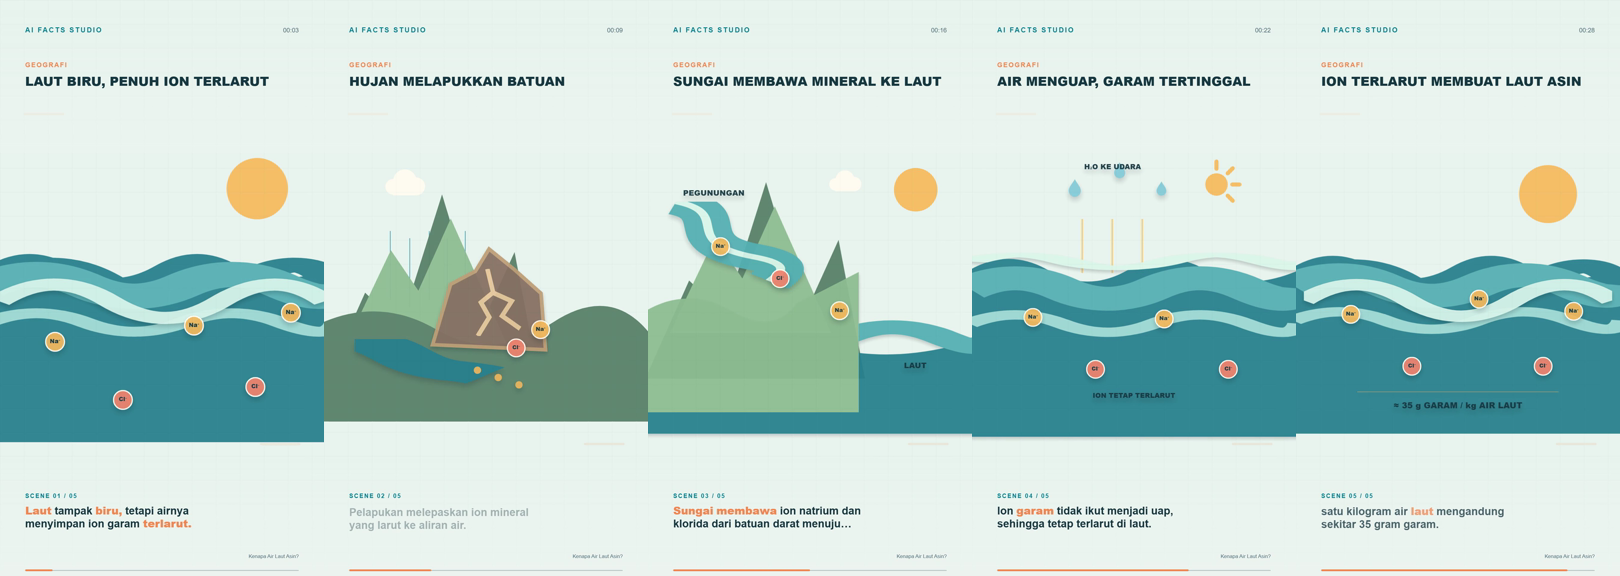 AI FACTS STUDIO
00:03
GEOGRAFI
LAUT BIRU, PENUH ION TERLARUT
Na⁺
Na⁺
Na⁺
Cl⁻
Cl⁻
SCENE 01 / 05
Laut tampak biru, tetapi airnya
menyimpan ion garam terlarut.
AI FACTS STUDIO
00:09
GEOGRAFI
HUJAN MELAPUKKAN BATUAN
Na⁺
Cl⁻
SCENE 02 / 05
Pelapukan melepaskan ion mineral
yang larut ke aliran air.
Kenapa Air Laut Asin?
AI FACTS STUDIO
00:16
GEOGRAFI
SUNGAI MEMBAWA MINERAL KE LAUT
PEGUNUNGAN
Na⁺
Cl⁻
Na⁺
LAUT
SCENE 03 / 05
Sungai membawa ion natrium dan
klorida dari batuan darat menuju...
Kenapa Air Laut Asin?
AI FACTS STUDIO
00:22
GEOGRAFI
AIR MENGUAP, GARAM TERTINGGAL
H₂O KE UDARA
Na⁺
Na⁺
Cl⁻
Cl⁻
ION TETAP TERLARUT
SCENE 04 / 05
Ion garam tidak ikut menjadi uap,
sehingga tetap terlarut di laut.
Kenapa Air Laut Asin?
AI FACTS STUDIO
00:28
GEOGRAFI
ION TERLARUT MEMBUAT LAUT ASIN
Na⁺
Na⁺
Na⁺
Cl⁻
Cl⁻
≈ 35 g GARAM / kg AIR LAUT
SCENE 05 / 05
satu kilogram air laut mengandung
sekitar 35 gram garam.
Kenapa Air Laut Asin?
Kenapa Air Laut Asin?